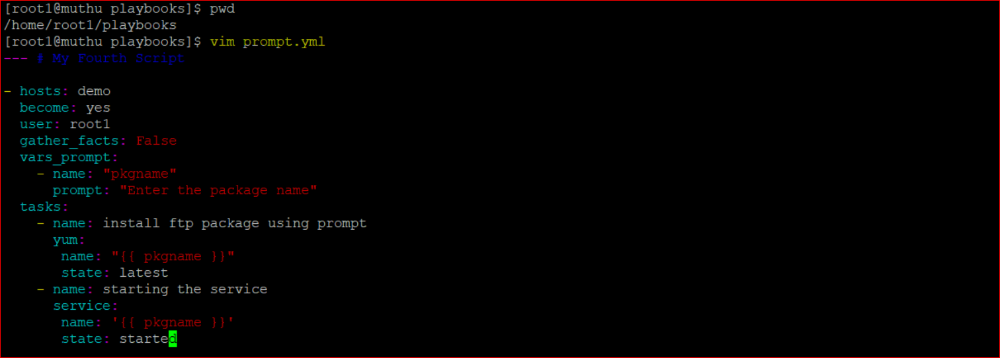 [root1@muthu playbooks]$ pwd
/home/root1/playbooks
[root1@muthu playbooks]$ vim prompt.yml
--- # My Fourth Script

- hosts: demo
  become: yes
  user: root1
  gather_facts: False
  vars_prompt:
    - name: "pkgname"
      prompt: "Enter the package name"
  tasks:
    - name: install ftp package using prompt
      yum:
       name: "{{ pkgname }}"
       state: latest
    - name: starting the service
      service:
       name: '{{ pkgname }}'
       state: started